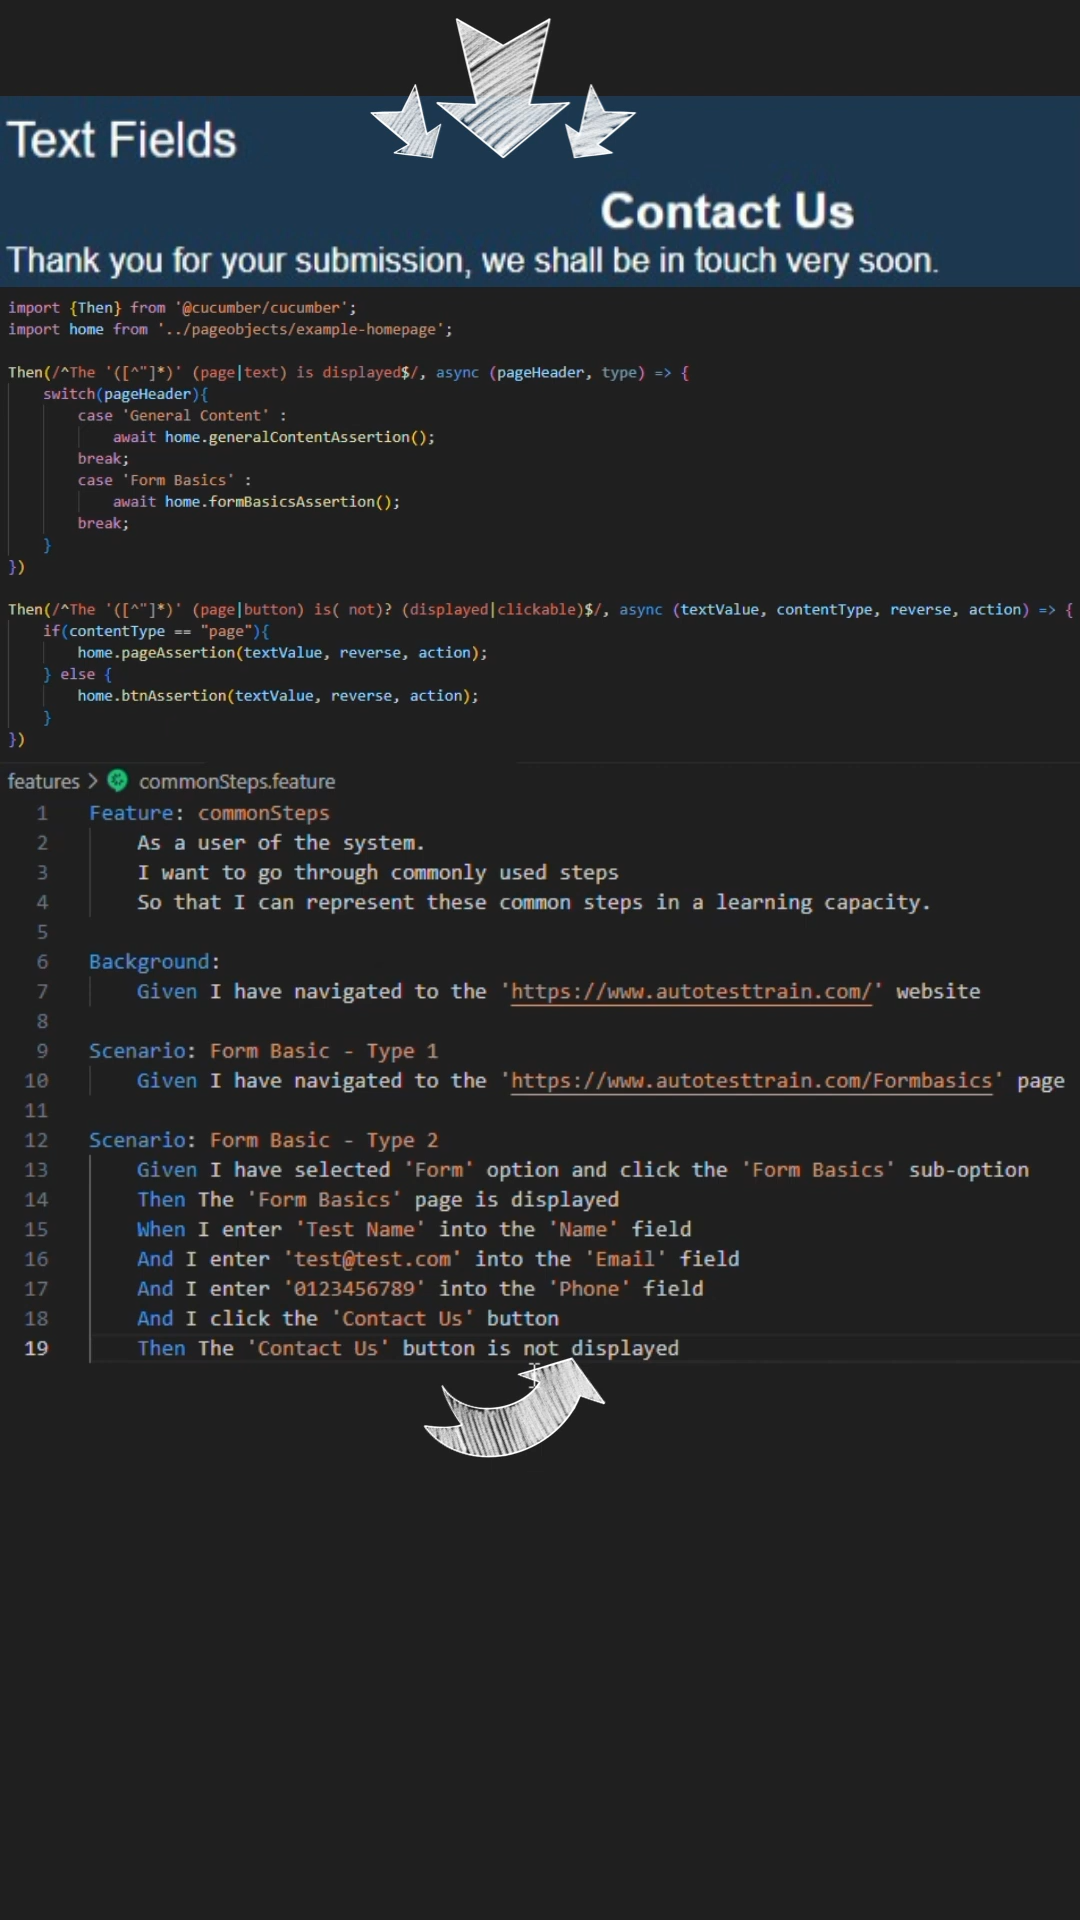 Text Fields
Contact Us
Thank you for your submission, we shall be in touch very soon.
import {Then} from '@cucumber/cucumber';
import home from '../pageobjects/example-homepage';
Then(/^The '([^"]*)' (page|text) is displayed$/, async (pageHeader, type) => {
switch(pageHeader){
case 'General Content' :
await home.generalContentAssertion();
break;
case 'Form Basics' :
await home.formBasicsAssertion();
break;
}
})
Then(/^The '([^"]*)' (page|button) is( not)? (displayed|clickable)$/, async (textValue, contentType, reverse, action) => {
if(contentType == "page"){
home.pageAssertion(textValue, reverse, action);
} else {
home.btnAssertion(textValue, reverse, action);
}
})
features > commonSteps.feature
1 Feature: commonSteps
2 As a user of the system.
3 I want to go through commonly used steps
4 So that I can represent these common steps in a learning capacity.
5
6 Background:
7 Given I have navigated to the 'https://www.autotesttrain.com/' website
8
9 Scenario: Form Basic - Type 1
10 Given I have navigated to the 'https://www.autotesttrain.com/Formbasics' page
11
12 Scenario: Form Basic - Type 2
13 Given I have selected 'Form' option and click the 'Form Basics' sub-option
14 Then The 'Form Basics' page is displayed
15 When I enter 'Test Name' into the 'Name' field
16 And I enter 'test@test.com' into the 'Email' field
17 And I enter '0123456789' into the 'Phone' field
18 And I click the 'Contact Us' button
19 Then The 'Contact Us' button is not displayed